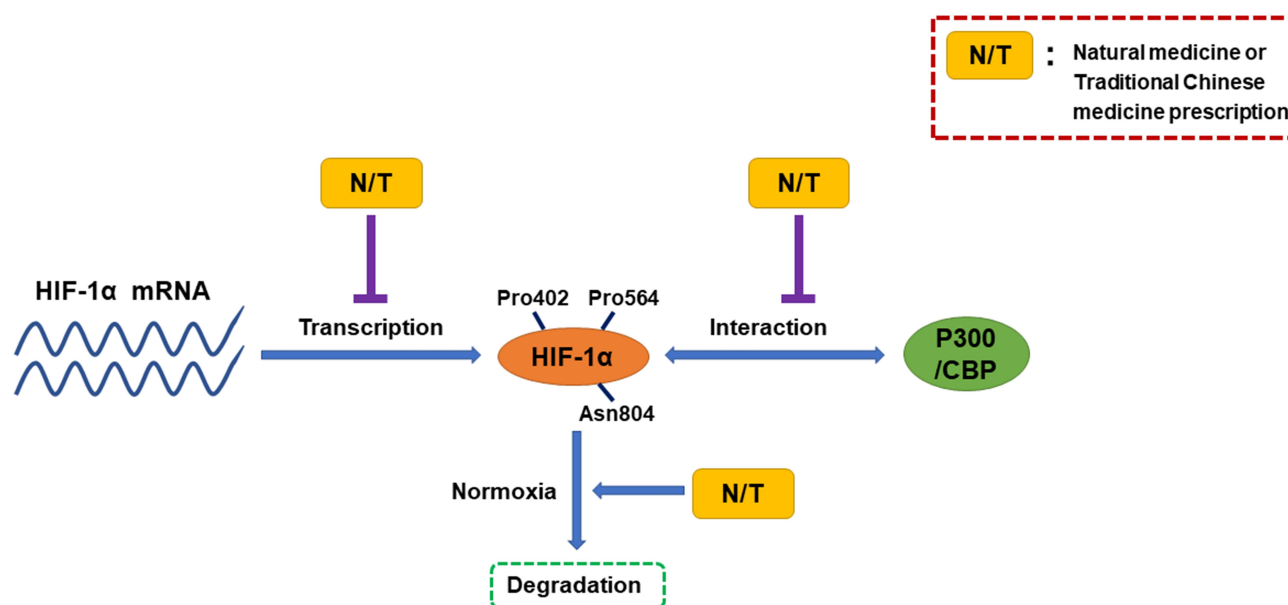 N/T : Natural medicine or
Traditional Chinese
medicine prescription
N/T
N/T
HIF-1α mRNA
Pro402 Pro564
Transcription
Interaction
HIF-1α
P300
/CBP
Asn804
Normoxia
N/T
Degradation